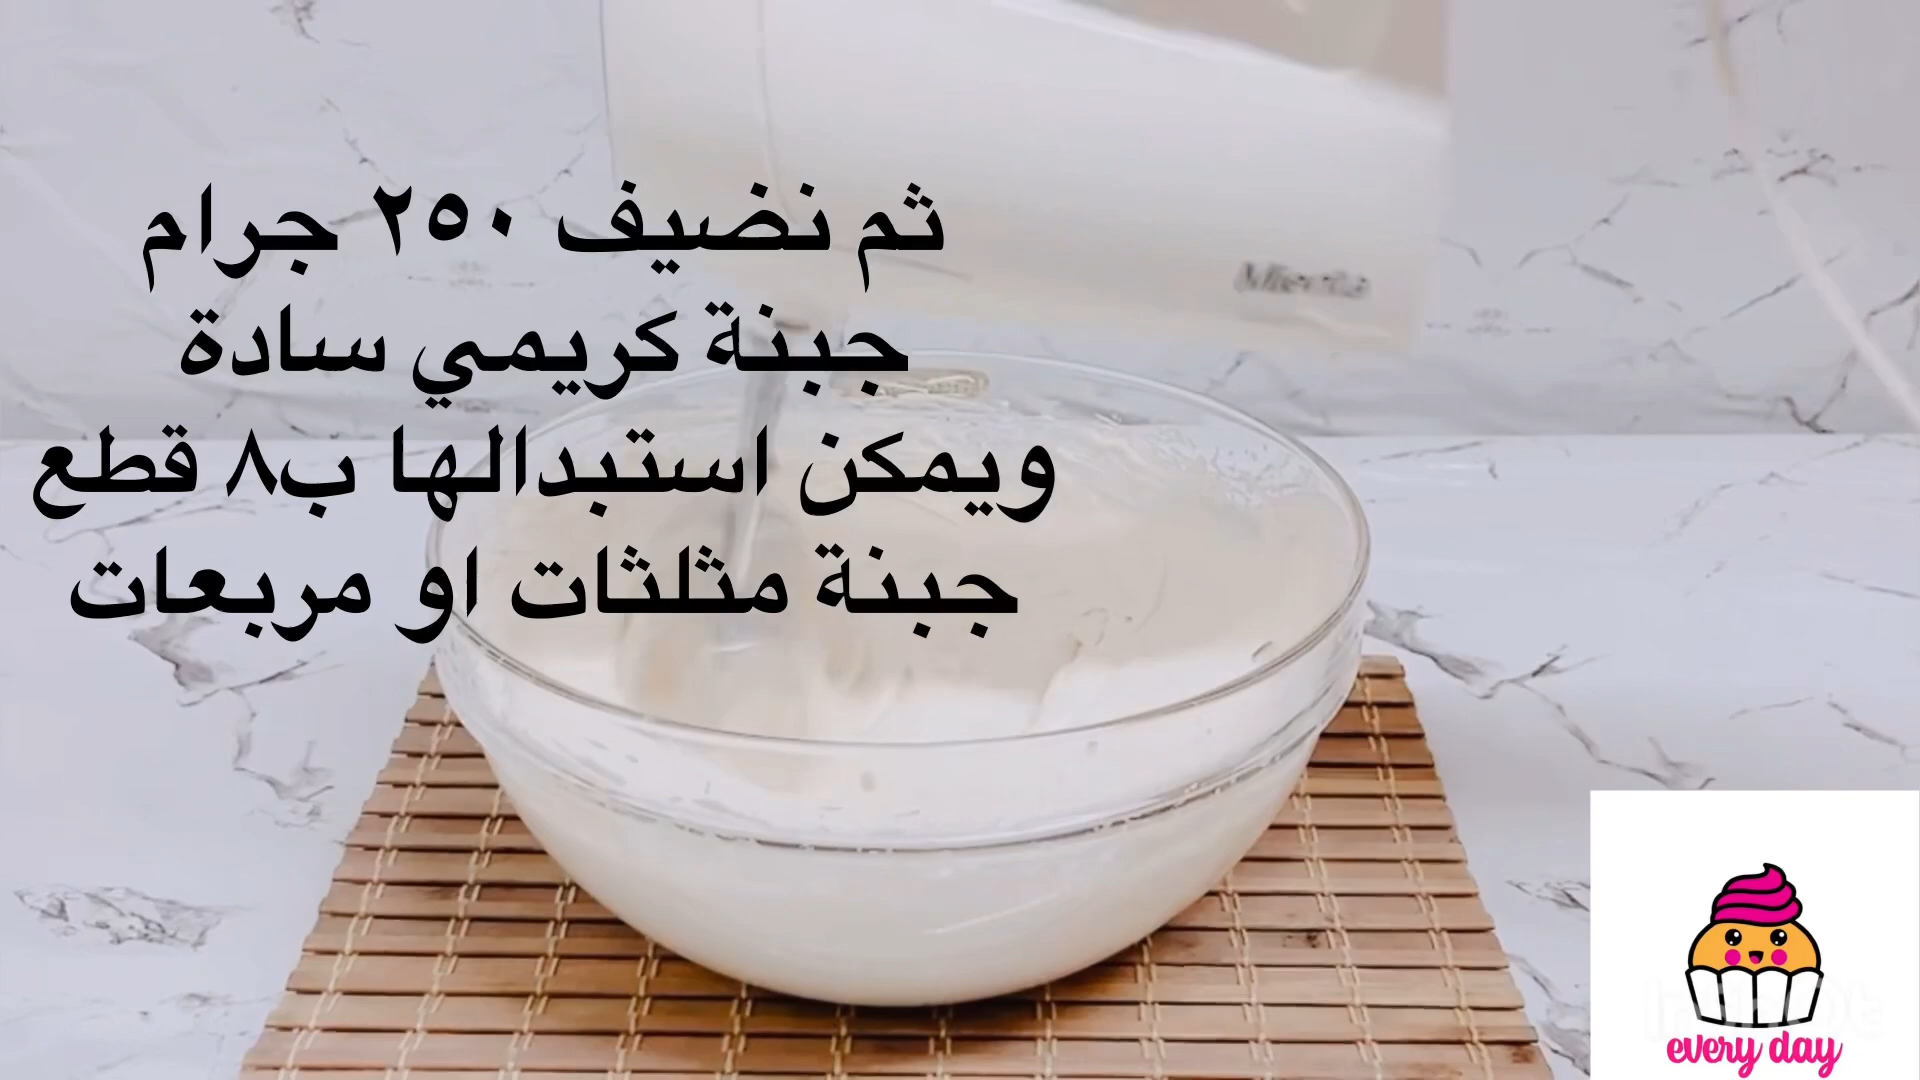 ثم نضيف ٢٥٠ جرام
جبنة كريمي سادة
ويمكن استبدالها ب٨ قطع
جبنة مثلثات او مربعات
every day